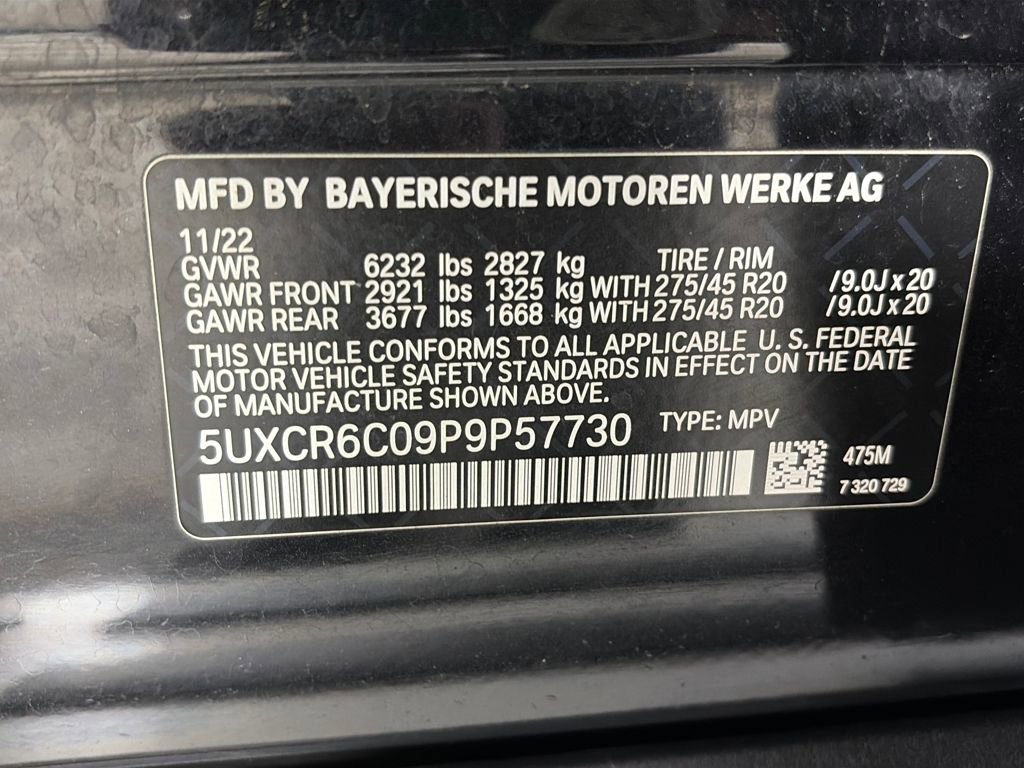 MFD BY BAYERISCHE MOTOREN WERKE AG
11/22 TIRE / RIM
GVWR 6232 lbs 2827 kg
GAWR FRONT 2921 lbs 1325 kg WITH 275/45 R20 / 9.0J x 20
GAWR REAR 3677 lbs 1668 kg WITH 275/45 R20 / 9.0J x 20
THIS VEHICLE CONFORMS TO ALL APPLICABLE U. S. FEDERAL
MOTOR VEHICLE SAFETY STANDARDS IN EFFECT ON THE DATE
OF MANUFACTURE SHOWN ABOVE.
5UXCR6C09P9P57730 TYPE: MPV
475M
7 320 729